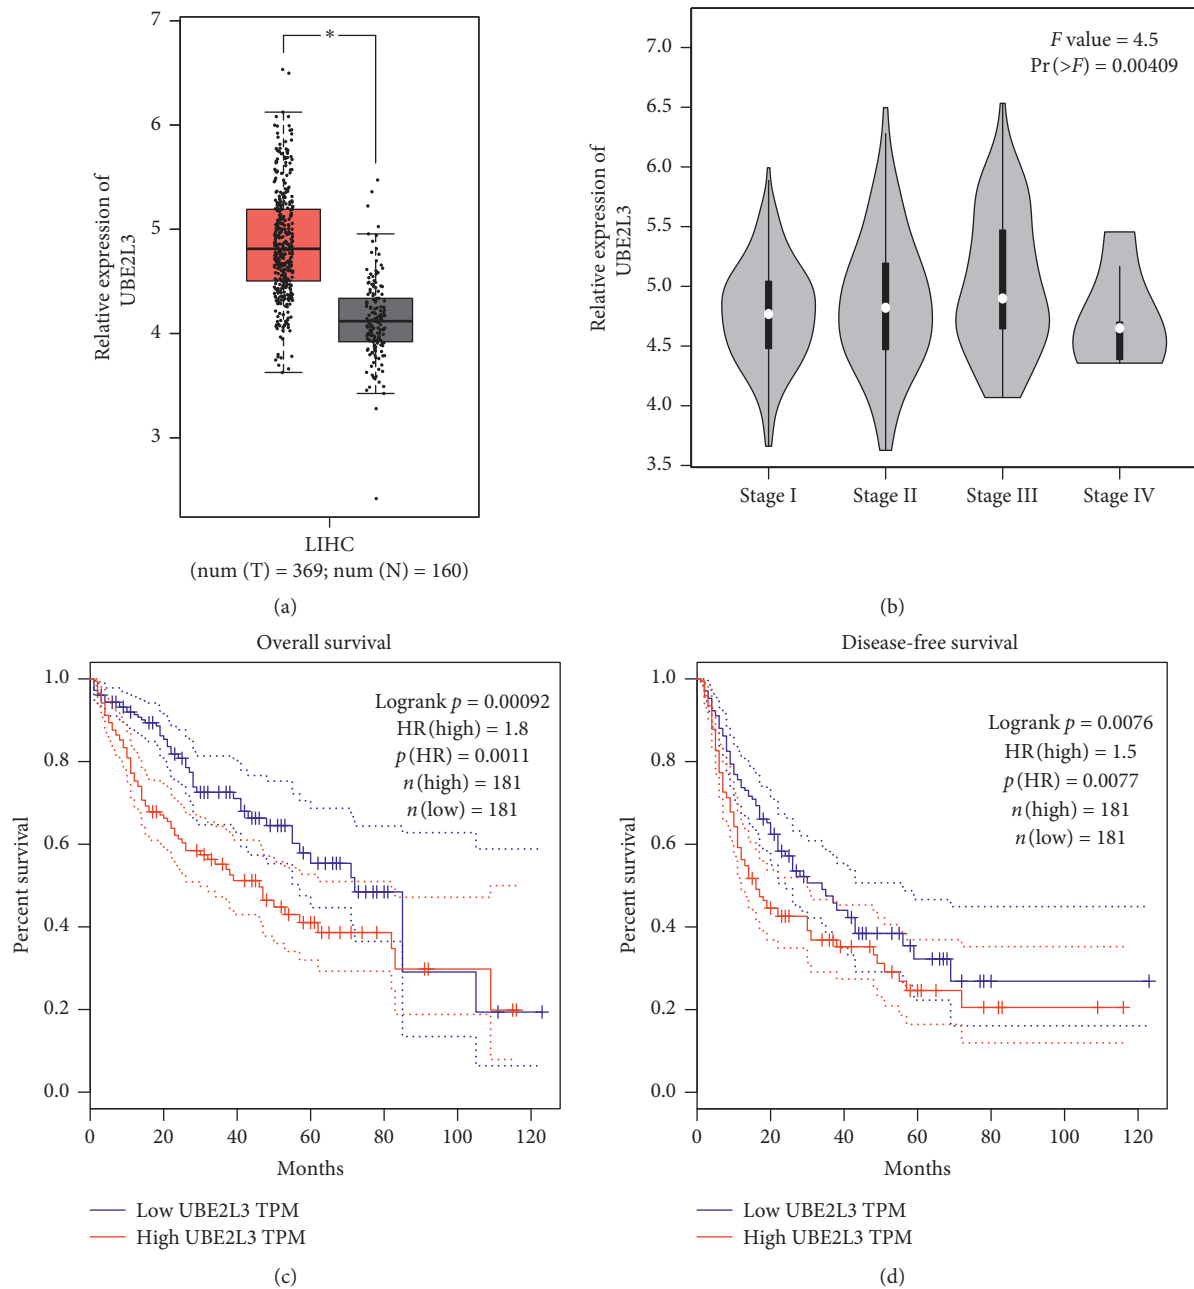 7
6
5
4
3
Relative expression of
UBE2L3
*
LIHC
(num (T) = 369; num (N) = 160)
(a)
7.0
6.5
6.0
5.5
5.0
4.5
4.0
3.5
Relative expression of
UBE2L3
F value = 4.5
Pr (>F) = 0.00409
Stage I
Stage II
Stage III
Stage IV
(b)
Overall survival
1.0
0.8
0.6
0.4
0.2
0.0
Percent survival
Logrank p = 0.00092
HR (high) = 1.8
p (HR) = 0.0011
n (high) = 181
n (low) = 181
0 20 40 60 80 100 120
Months
Low UBE2L3 TPM
High UBE2L3 TPM
(c)
Disease-free survival
1.0
0.8
0.6
0.4
0.2
0.0
Percent survival
Logrank p = 0.0076
HR (high) = 1.5
p (HR) = 0.0077
n (high) = 181
n (low) = 181
0 20 40 60 80 100 120
Months
Low UBE2L3 TPM
High UBE2L3 TPM
(d)